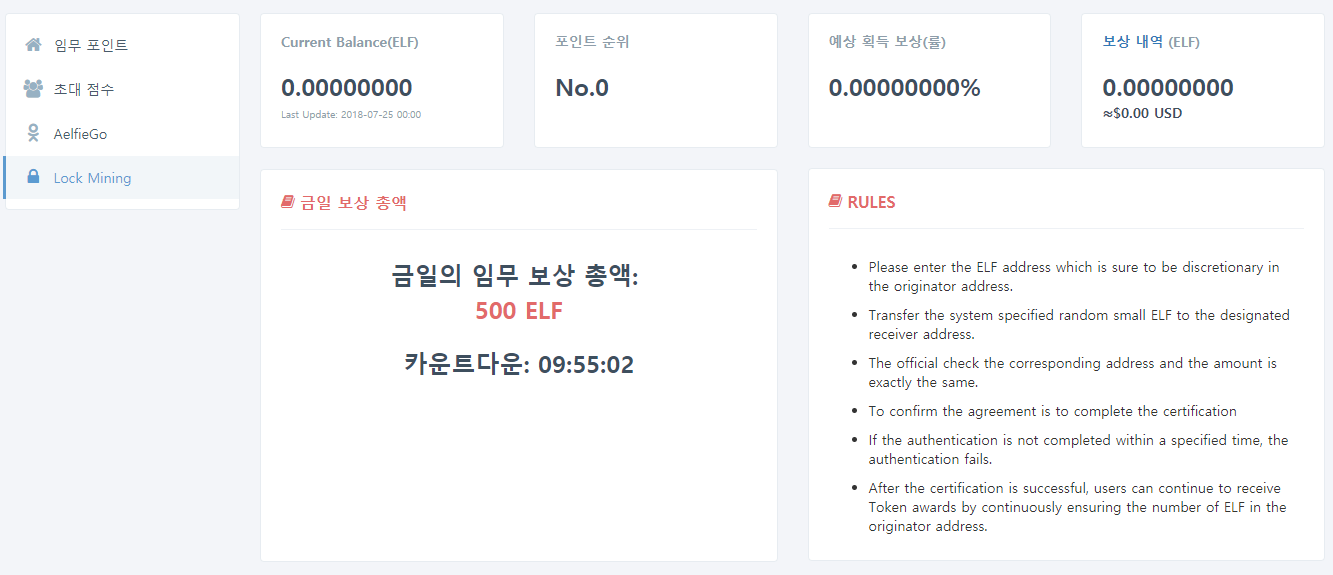 임무 포인트
초대 점수
AelfieGo
Lock Mining
Current Balance(ELF)
0.00000000
Last Update: 2018-07-25 00:00
포인트 순위
No.0
예상 획득 보상(률)
0.00000000%
보상 내역 (ELF)
0.00000000
≈$0.00 USD
금일 보상 총액
금일의 임무 보상 총액:
500 ELF
카운트다운: 09:55:02
RULES
• Please enter the ELF address which is sure to be discretionary in
the originator address.
• Transfer the system specified random small ELF to the designated
receiver address.
• The official check the corresponding address and the amount is
exactly the same.
• To confirm the agreement is to complete the certification
• If the authentication is not completed within a specified time, the
authentication fails.
• After the certification is successful, users can continue to receive
Token awards by continuously ensuring the number of ELF in the
originator address.